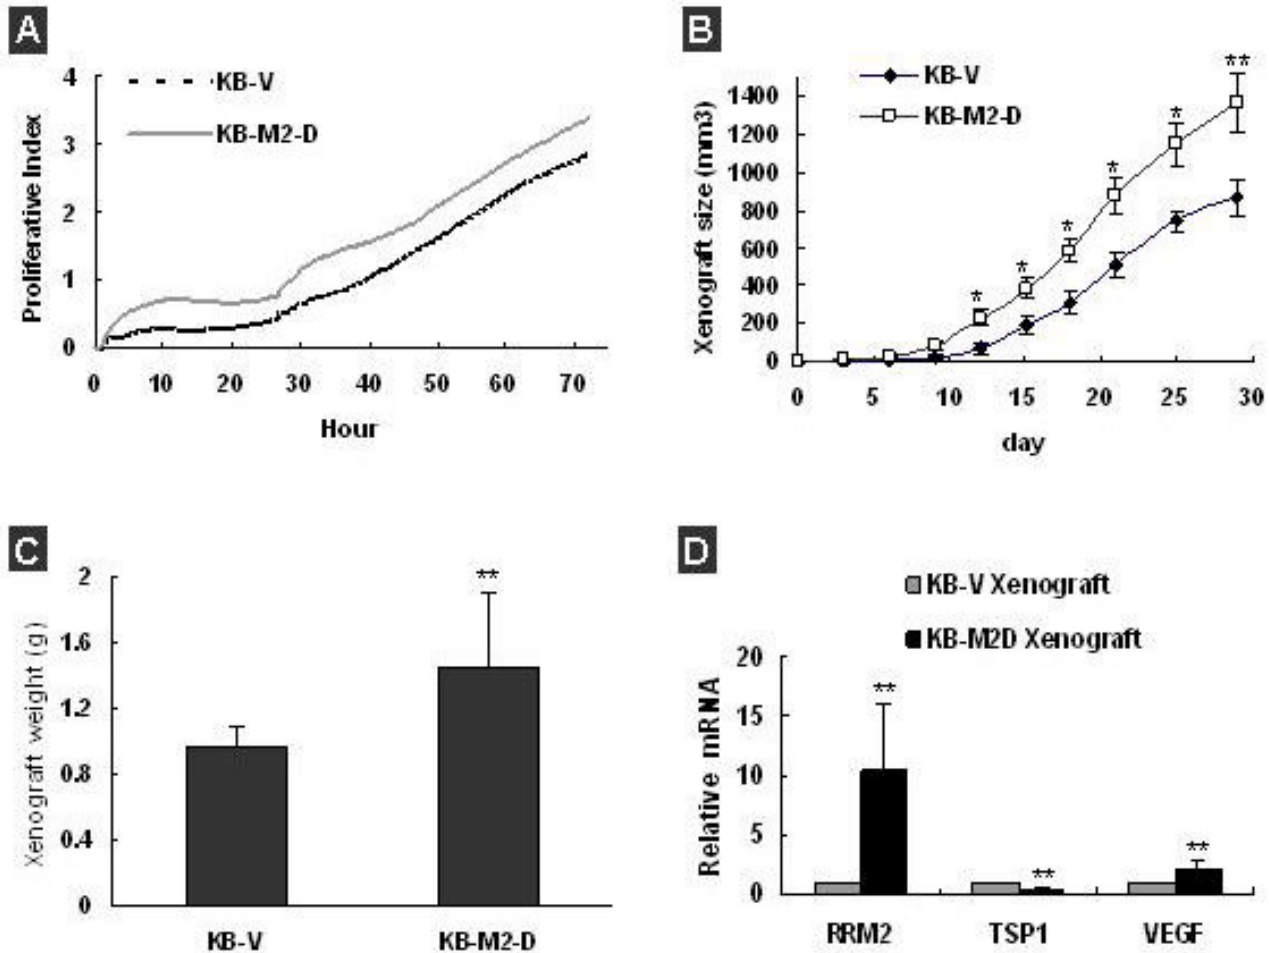 A
KB-V
KB-M2-D
Proliferative Index
4
3
2
1
0
0 10 20 30 40 50 60 70
Hour
B
KB-V
KB-M2-D
Xenograft size (mm3)
1400
1200
1000
800
600
400
200
0
* * * * * * **
0 5 10 15 20 25 30
day
C
Xenograft weight (g)
2
1.6
1.2
0.8
0.4
0
**
KB-V KB-M2-D
D
KB-V Xenograft
KB-M2D Xenograft
Relative mRNA
20
15
10
5
0
** ** **
RRM2 TSP1 VEGF